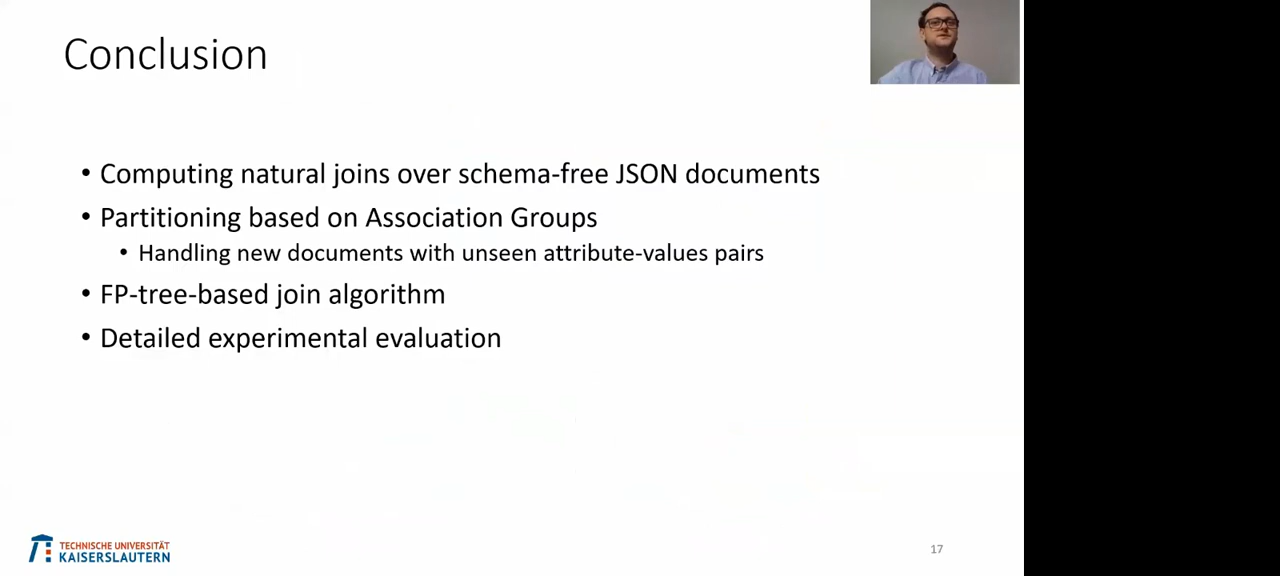 Conclusion
• Computing natural joins over schema-free JSON documents
• Partitioning based on Association Groups
• Handling new documents with unseen attribute-values pairs
• FP-tree-based join algorithm
• Detailed experimental evaluation
TECHNISCHE UNIVERSITÄT
KAISERSLAUTERN
17